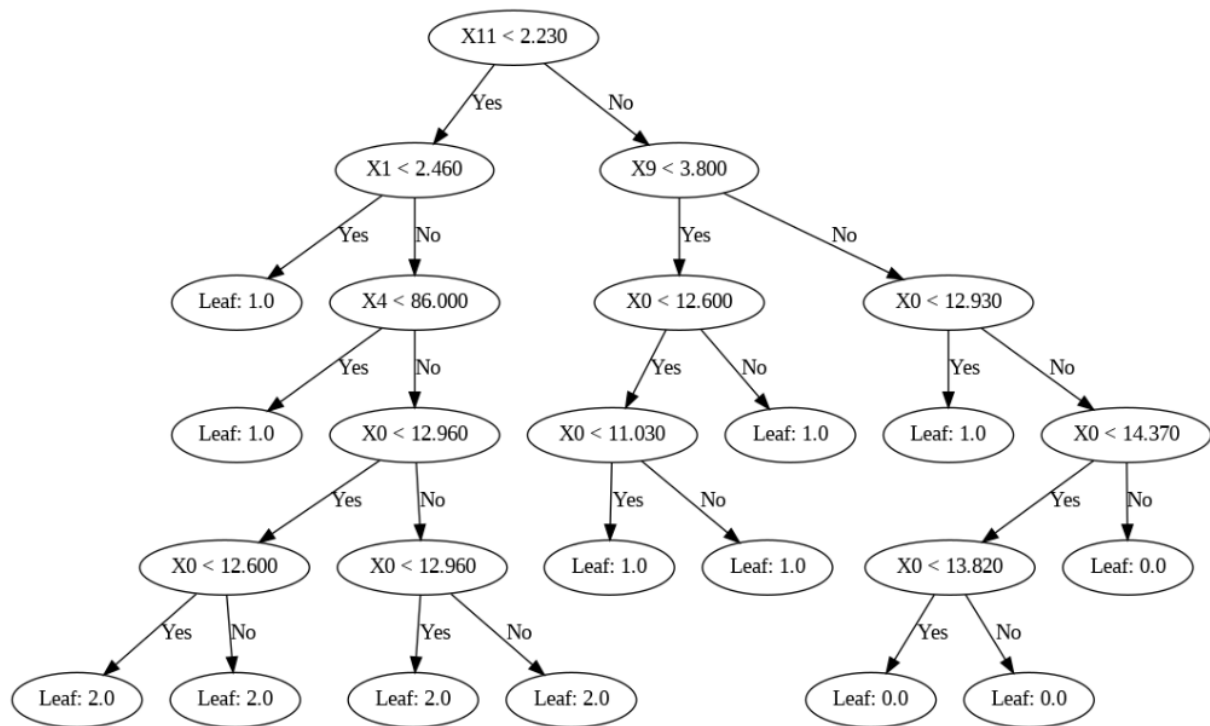 X11 < 2.230
Yes
No
X1 < 2.460
X9 < 3.800
Yes
No
Yes
No
Leaf: 1.0
X4 < 86.000
X0 < 12.600
X0 < 12.930
Yes
No
Yes
No
Yes
No
Leaf: 1.0
X0 < 12.960
X0 < 11.030
Leaf: 1.0
Leaf: 1.0
X0 < 14.370
Yes
No
Yes
No
Yes
No
X0 < 12.600
X0 < 12.960
Leaf: 1.0
Leaf: 1.0
X0 < 13.820
Leaf: 0.0
Yes
No
Yes
No
Yes
No
Leaf: 2.0
Leaf: 2.0
Leaf: 2.0
Leaf: 2.0
Leaf: 0.0
Leaf: 0.0